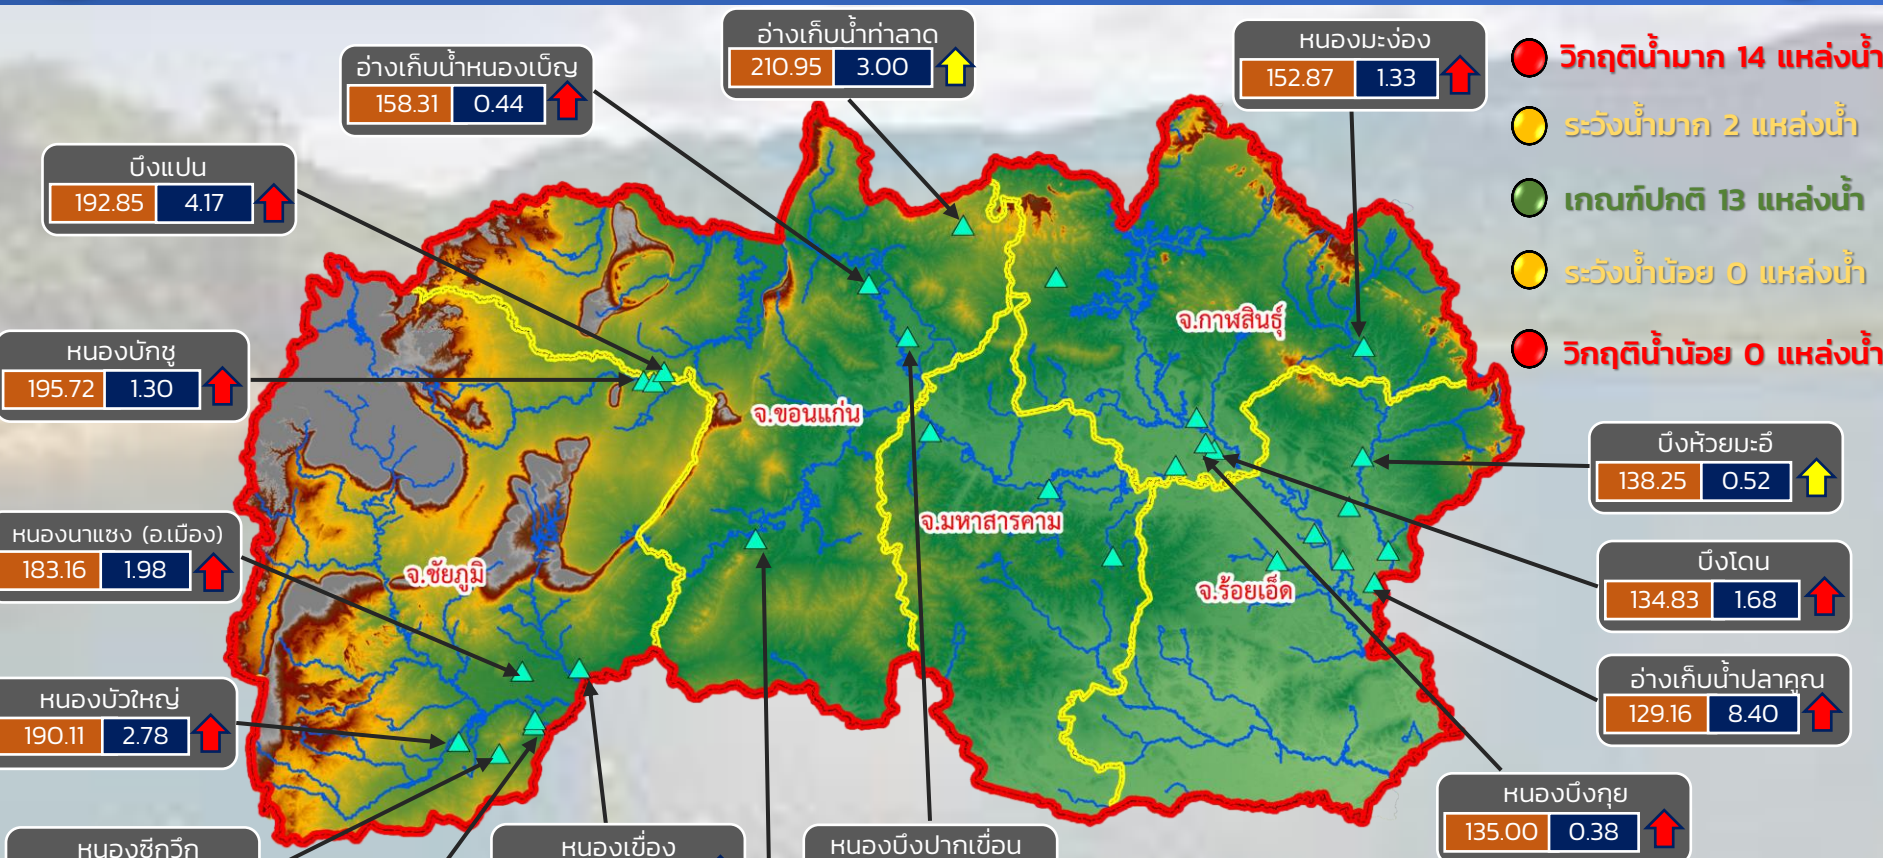 อ่างเก็บน้ำท่าลาด
210.95 3.00
หนองมะง่อง
152.87 1.33
วิกฤติน้ำมาก 14 แหล่งน้ำ
อ่างเก็บน้ำหนองเบ็ญ
158.31 0.44
ระวังน้ำมาก 2 แหล่งน้ำ
บึงแปน
192.85 4.17
เกณฑ์ปกติ 13 แหล่งน้ำ
ระวังน้ำน้อย 0 แหล่งน้ำ
วิกฤติน้ำน้อย 0 แหล่งน้ำ
จ.กาฬสินธุ์
หนองบักชู
195.72 1.30
จ.ขอนแก่น
บึงห้วยมะอึ
138.25 0.52
หนองนาแซง (อ.เมือง)
183.16 1.98
จ.มหาสารคาม
จ.ชัยภูมิ
จ.ร้อยเอ็ด
บึงโดน
134.83 1.68
หนองบัวใหญ่
190.11 2.78
อ่างเก็บน้ำปลาคูณ
129.16 8.40
หนองบึงกุย
135.00 0.38
หนองซีกวึก
หนองเขื่อง
หนองบึงปากเขื่อน